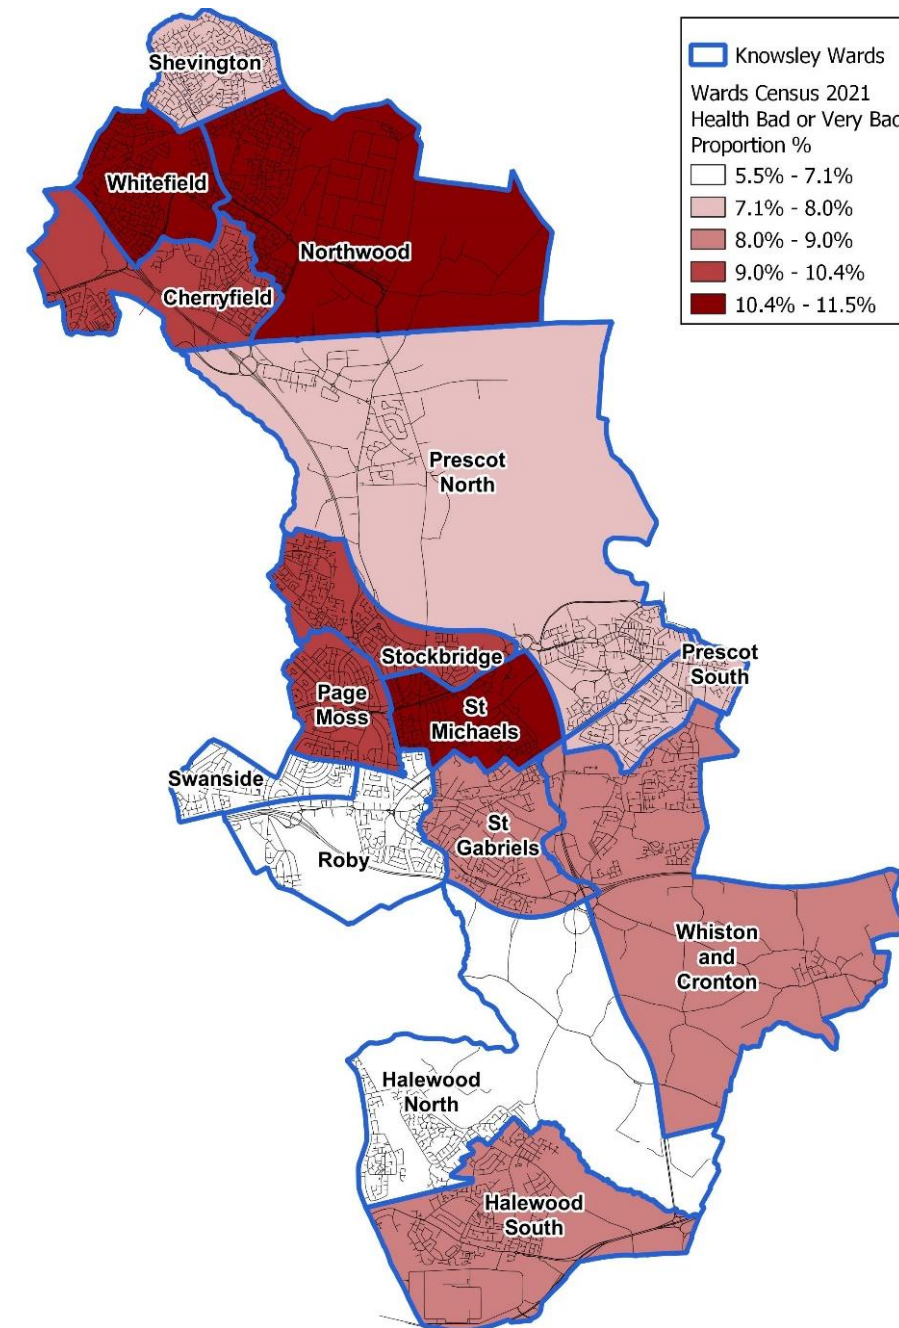 Shevington
Knowsley Wards
Wards Census 2021
Health Bad or Very Bad
Proportion %
5.5% - 7.1%
7.1% - 8.0%
8.0% - 9.0%
9.0% - 10.4%
10.4% - 11.5%
Whitefield
Northwood
Cherryfield
Prescot
North
Stockbridge
Prescot
South
Page
Moss
St
Michaels
Swanside
Roby
St
Gabriels
Whiston
and
Cronton
Halewood
North
Halewood
South